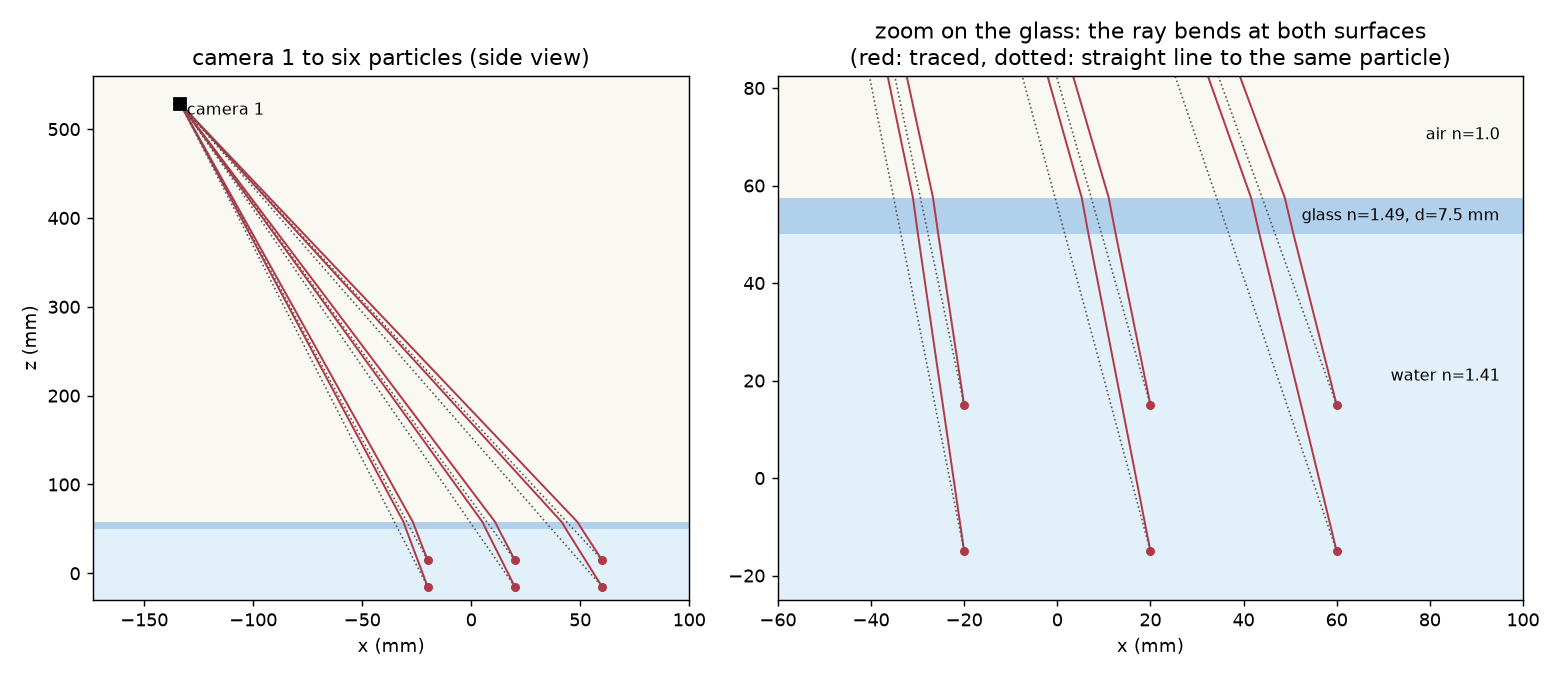 camera 1 to six particles (side view)
camera 1
500
400
300
200
100
0
z (mm)
−150
−100
−50
0
50
100
x (mm)
zoom on the glass: the ray bends at both surfaces
(red: traced, dotted: straight line to the same particle)
80
60
40
20
0
−20
air n=1.0
glass n=1.49, d=7.5 mm
water n=1.41
−60
−40
−20
0
20
40
60
80
100
x (mm)